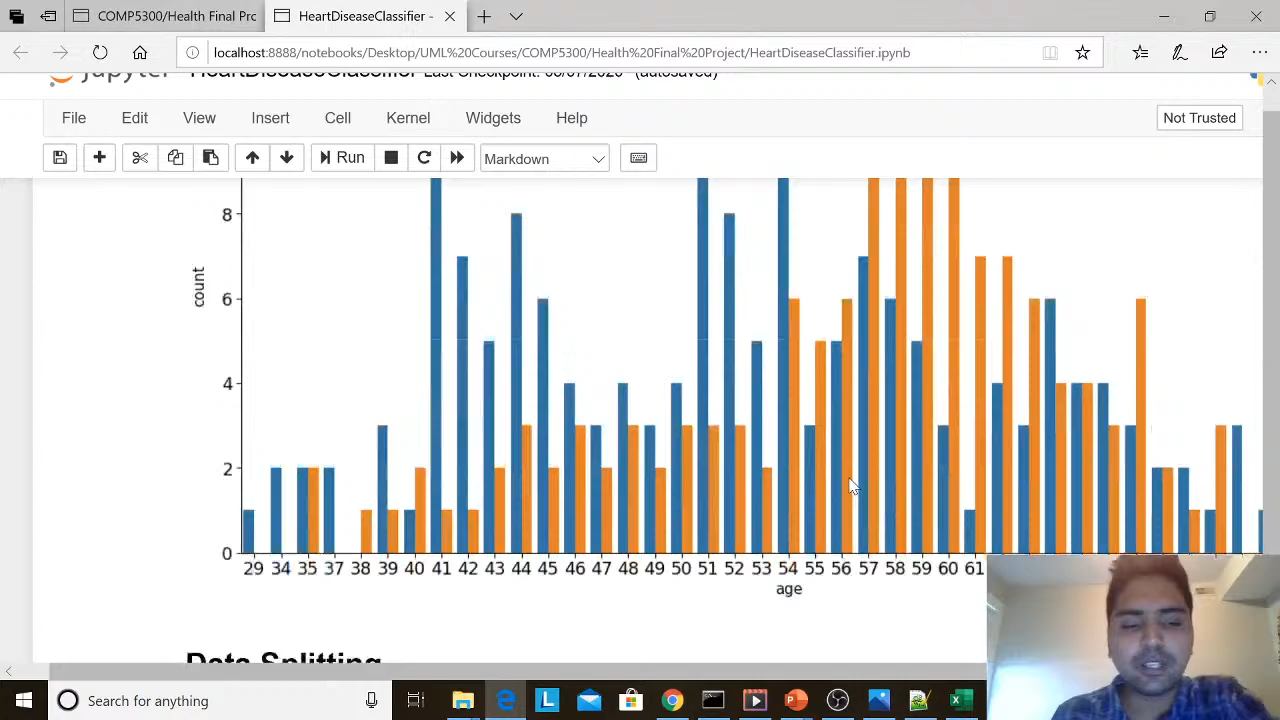 COMP5300/Health Final Prc
HeartDiseaseClassifier -
localhost:8888/notebooks/Desktop/UML%20Courses/COMP5300/Health%20Final%20Project/HeartDiseaseClassifier.ipynb
jupyter HeartDiseaseClassifier Last Checkpoint: 06/07/2020 (autosaved)
File Edit View Insert Cell Kernel Widgets Help Not Trusted
Run Markdown
8
6
4
2
0
count
29 34 35 37 38 39 40 41 42 43 44 45 46 47 48 49 50 51 52 53 54 55 56 57 58 59 60 61
age
Data Splitting
Search for anything